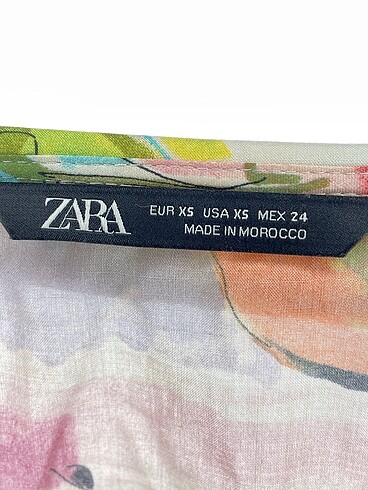 ZARA
EUR XS USA XS MEX 24
MADE IN MOROCCO